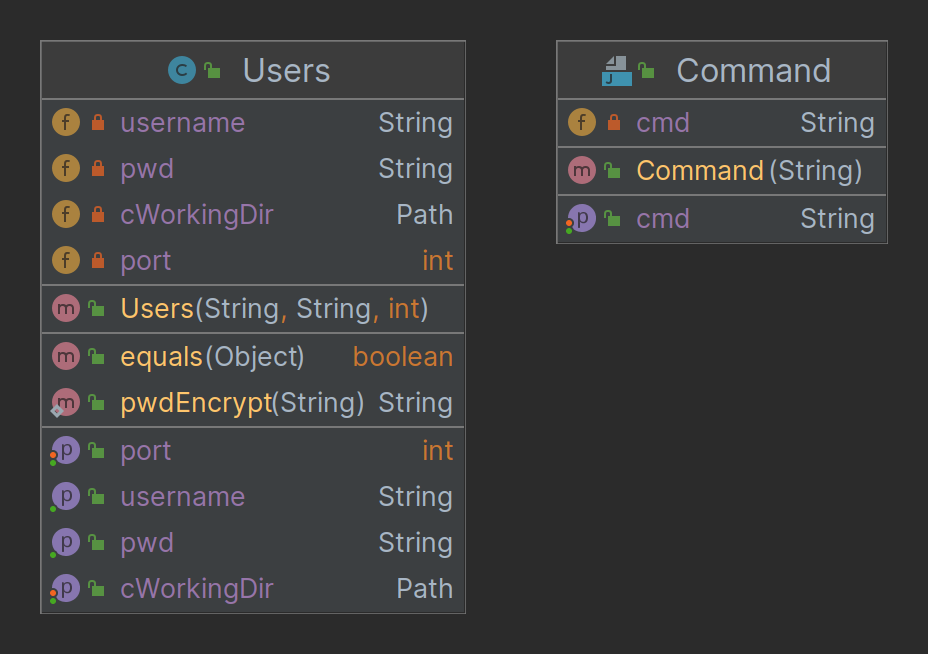 C Users
f username String
f pwd String
f cWorkingDir Path
f port int
m Users(String, String, int)
m equals(Object) boolean
m pwdEncrypt(String) String
p port int
p username String
p pwd String
p cWorkingDir Path
J Command
f cmd String
m Command(String)
p cmd String